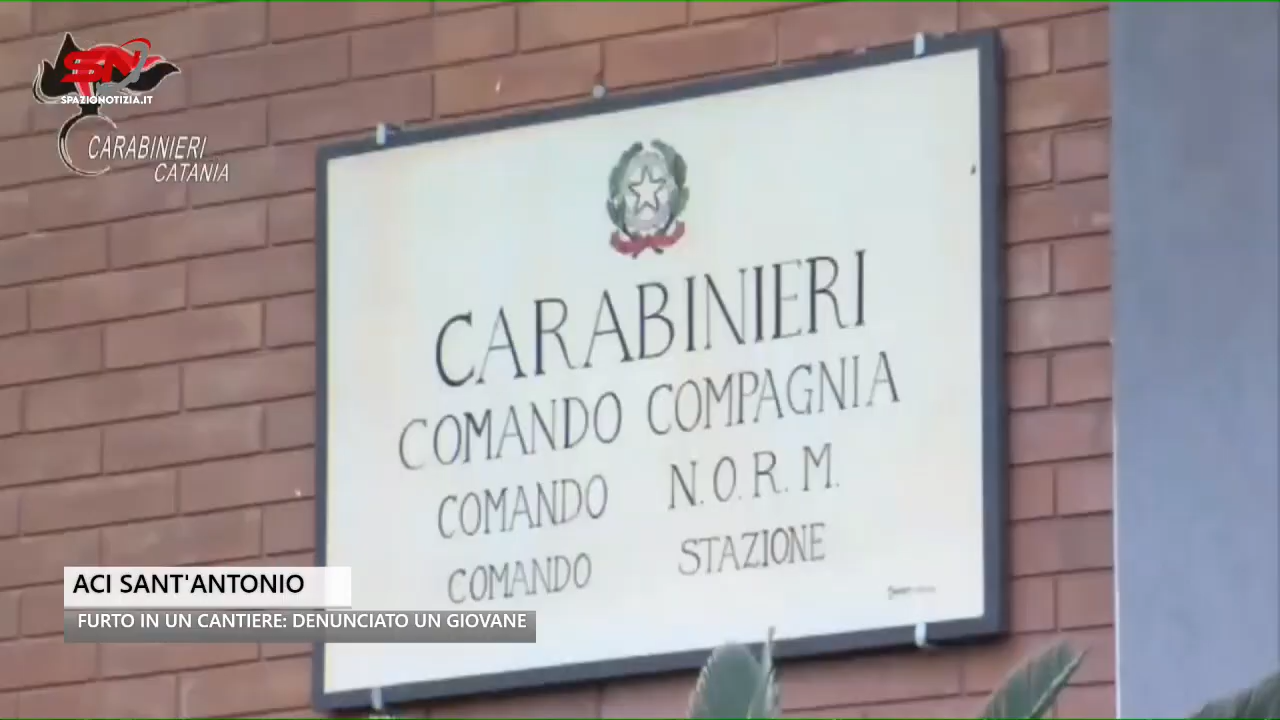 SN
SPAZIONOTIZIA.IT
CARABINIERI
CATANIA
CARABINIERI
COMANDO COMPAGNIA
COMANDO N.O.R.M.
COMANDO STAZIONE
ACI SANT'ANTONIO
FURTO IN UN CANTIERE: DENUNCIATO UN GIOVANE